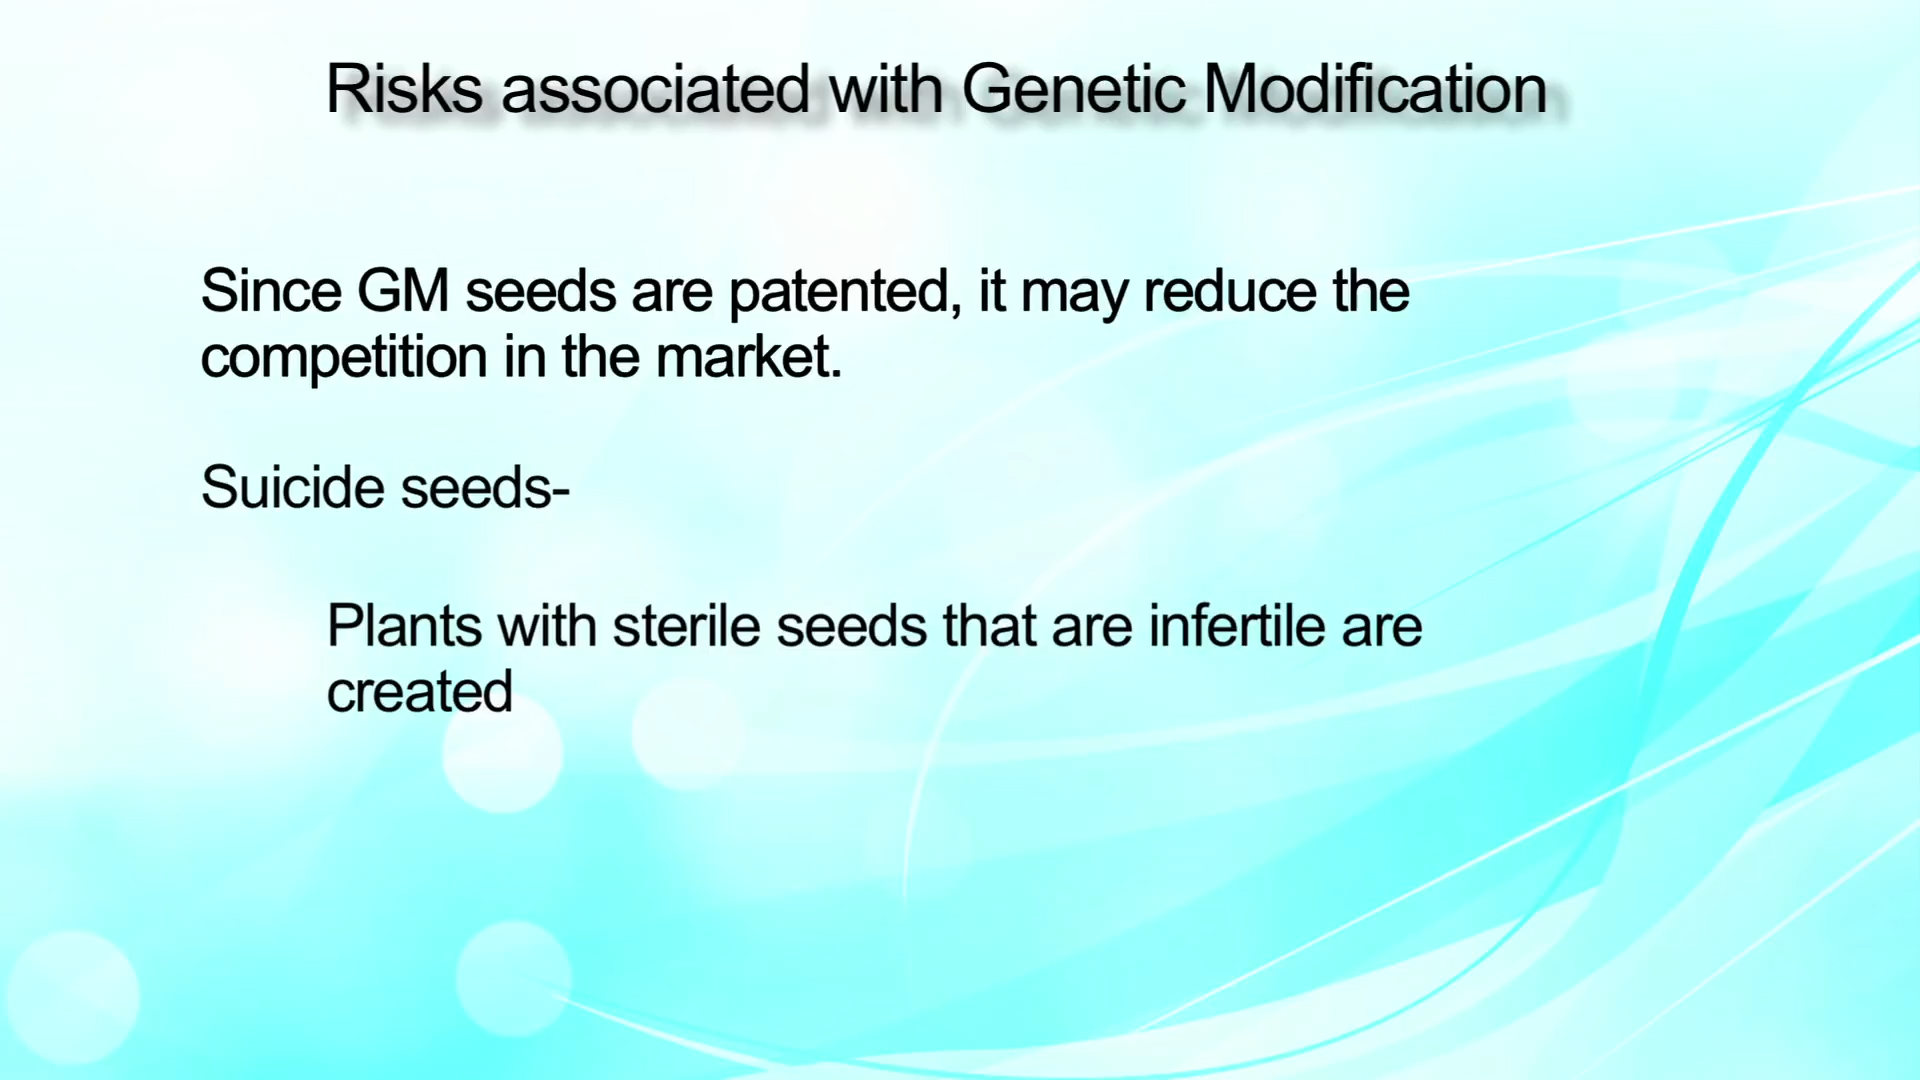 Risks associated with Genetic Modification
Since GM seeds are patented, it may reduce the
competition in the market.
Suicide seeds-
Plants with sterile seeds that are infertile are
created